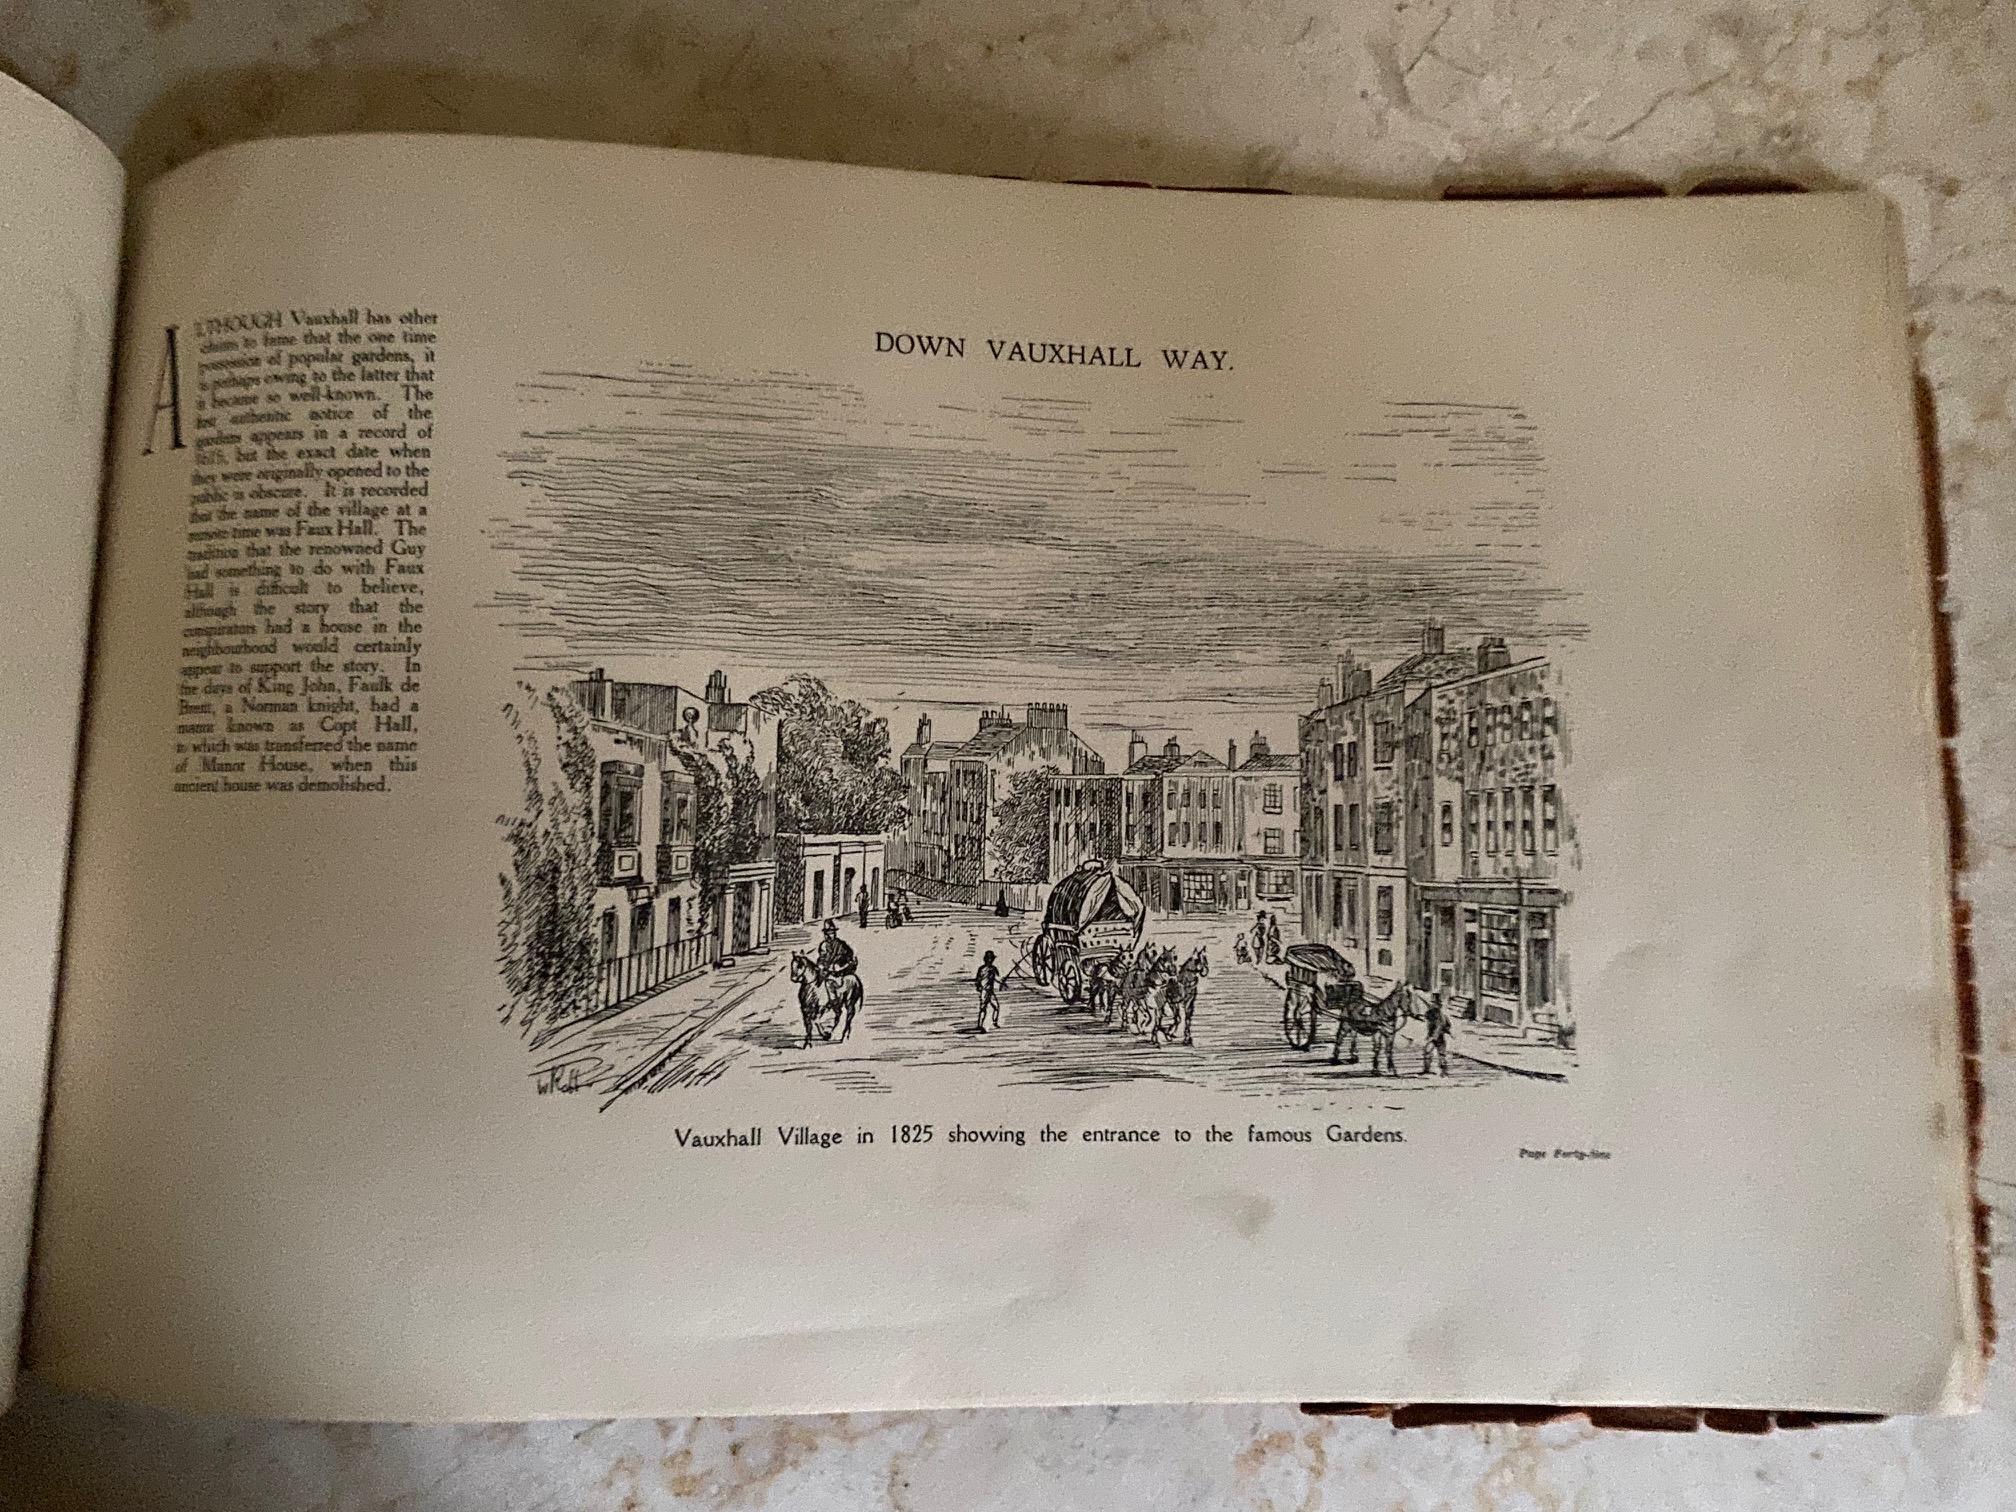 ALTHOUGH Vauxhall has other
claims to fame that the one time
possession of popular gardens, it
is perhaps owing to the latter that
it became so well-known. The
first authentic notice of the
gardens appears in a record of
1675, but the exact date when
they were originally opened to the
public is obscure. It is recorded
that the name of the village at a
remote time was Faux Hall. The
tradition that the renowned Guy
had something to do with Faux
Hall is difficult to believe,
although the story that the
conspirators had a house in the
neighbourhood would certainly
appear to support the story. In
the days of King John, Faulk de
Brent, a Norman knight, had a
manor known as Copt Hall,
to which was transferred the name
of Manor House, when this
ancient house was demolished.
DOWN VAUXHALL WAY.
Vauxhall Village in 1825 showing the entrance to the famous Gardens.
Page